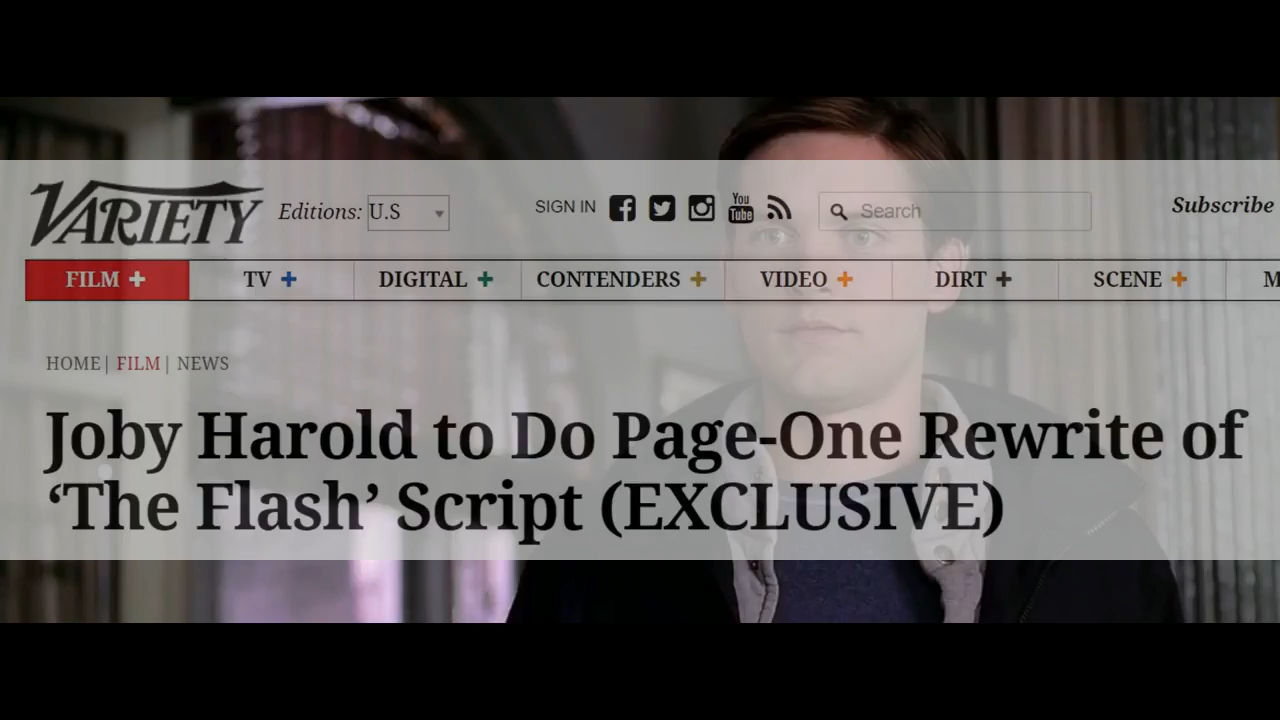 VARIETY Editions: U.S SIGN IN You Tube Search Subscribe
FILM + TV + DIGITAL + CONTENDERS + VIDEO + DIRT + SCENE + M
HOME | FILM | NEWS
Joby Harold to Do Page-One Rewrite of
‘The Flash’ Script (EXCLUSIVE)